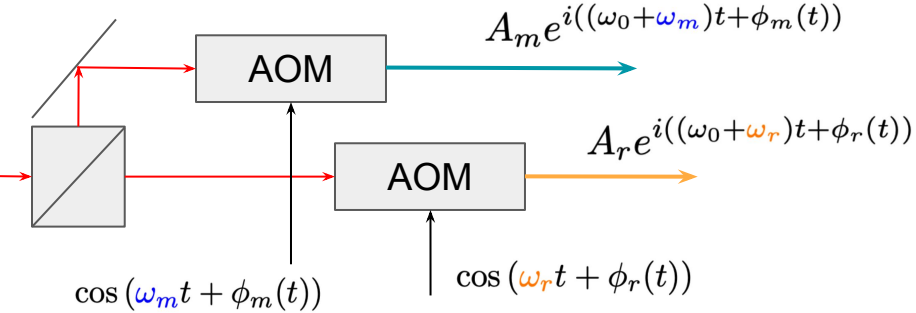 A_m e^{i((ω_0+ω_m)t+ϕ_m(t))}
AOM
A_r e^{i((ω_0+ω_r)t+ϕ_r(t))}
AOM
cos(ω_m t + ϕ_m(t))
cos(ω_r t + ϕ_r(t))